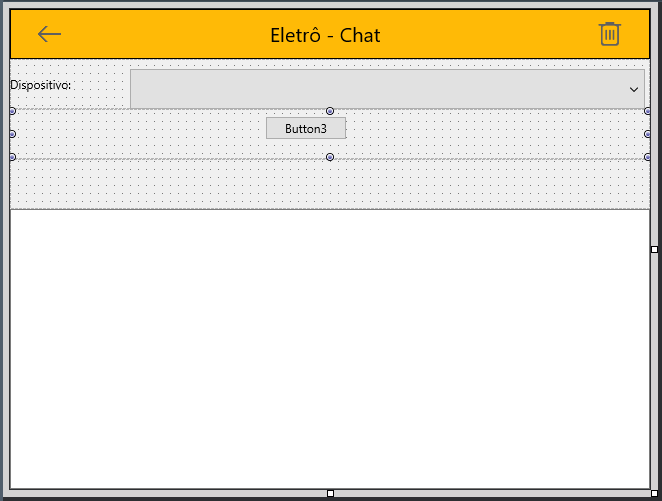 Eletrô - Chat
Dispositivo:
Button3